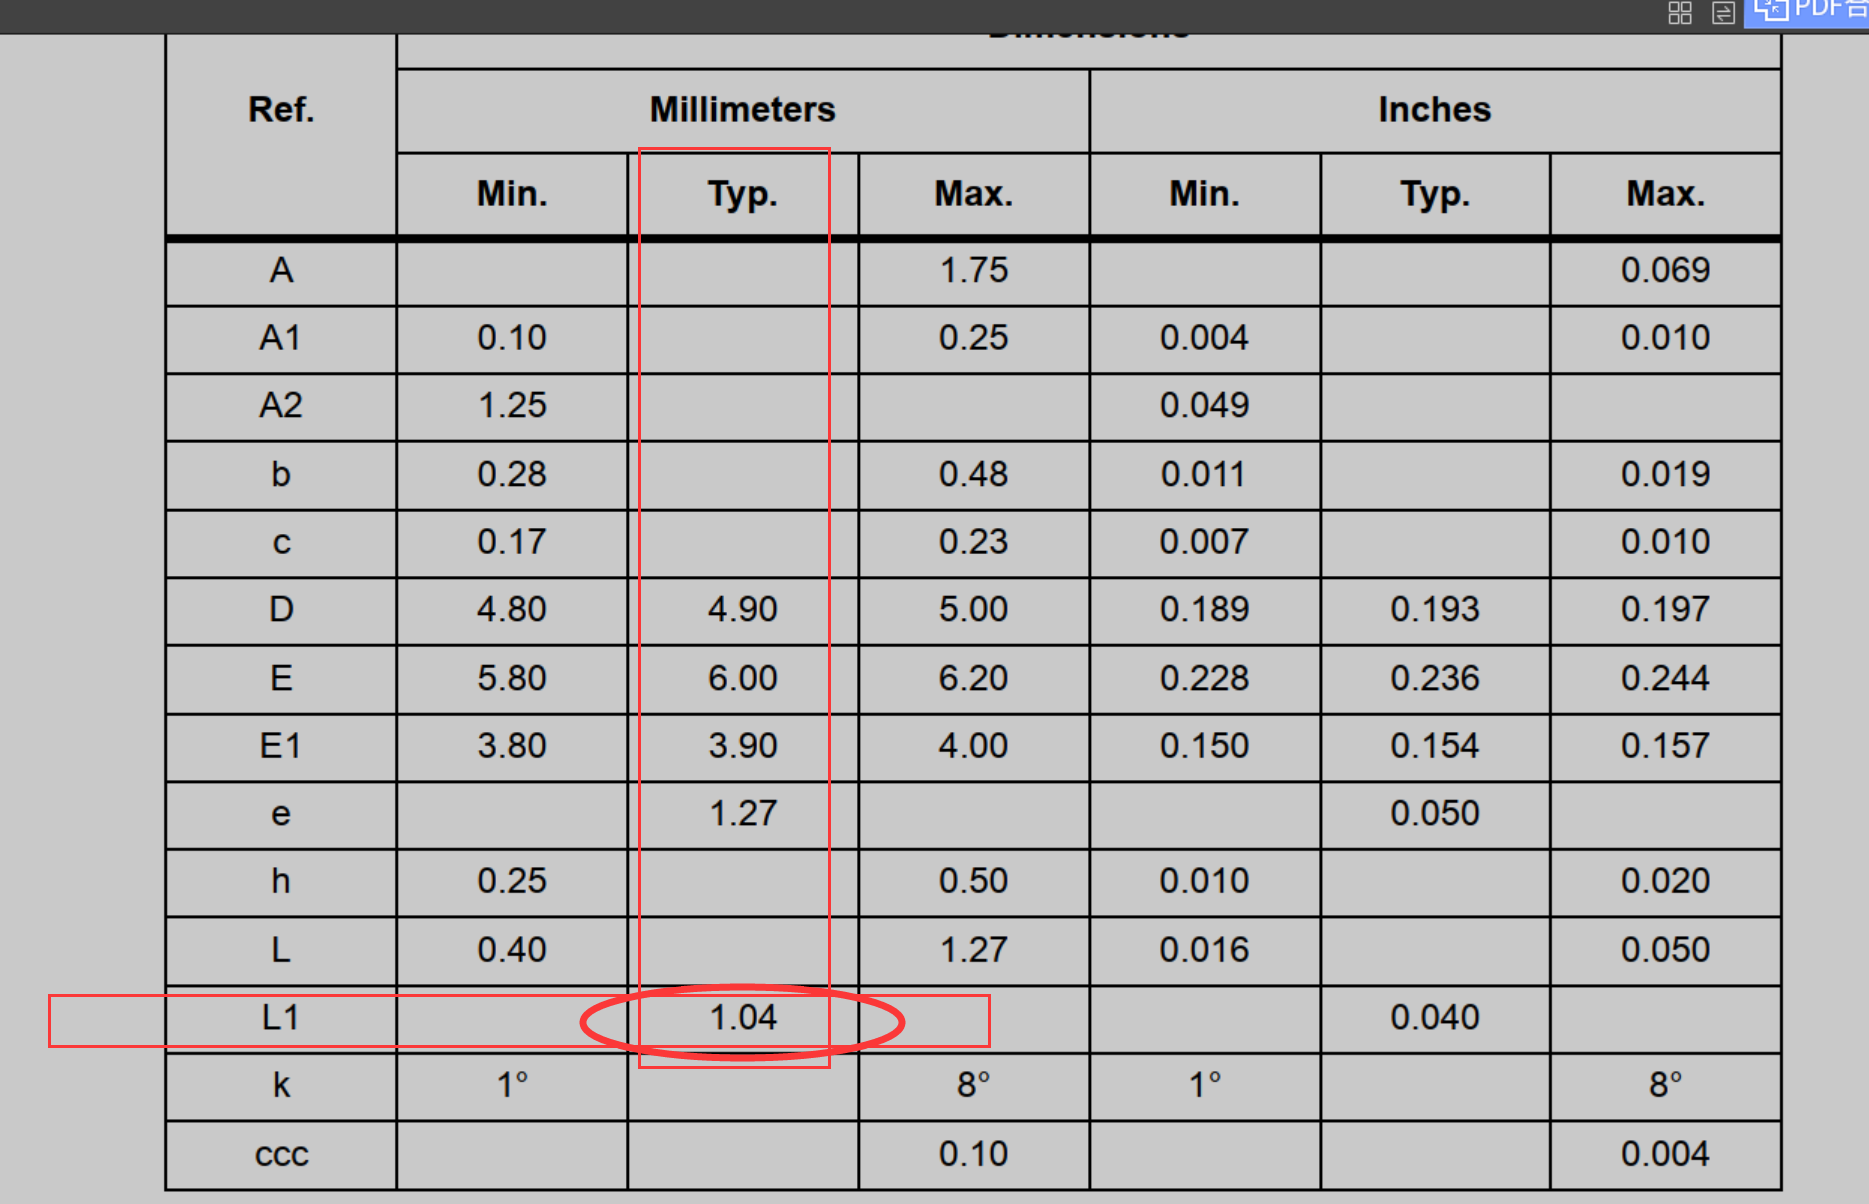 PDF合
Dimensions
Ref. Millimeters Inches
Min. Typ. Max. Min. Typ. Max.
A 1.75 0.069
A1 0.10 0.25 0.004 0.010
A2 1.25 0.049
b 0.28 0.48 0.011 0.019
c 0.17 0.23 0.007 0.010
D 4.80 4.90 5.00 0.189 0.193 0.197
E 5.80 6.00 6.20 0.228 0.236 0.244
E1 3.80 3.90 4.00 0.150 0.154 0.157
e 1.27 0.050
h 0.25 0.50 0.010 0.020
L 0.40 1.27 0.016 0.050
L1 1.04 0.040
k 1° 8° 1° 8°
ccc 0.10 0.004